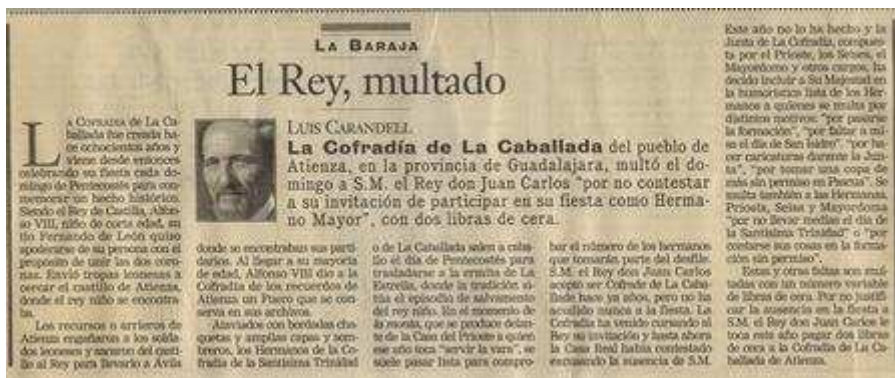 LA BARAJA
El Rey, multado
LUIS CARANDELL
La Cofradía de La Caballada del pueblo de
Atienza, en la provincia de Guadalajara, multó el do-
mingo a S.M. el Rey don Juan Carlos "por no contestar
a su invitación de participar en su fiesta como Herma-
no Mayor", con dos libras de cera.
LA COFRADIA de La Ca-
ballada fue creada ha-
ce ochocientos años y
viene desde entonces
celebrando su fiesta cada do-
mingo de Pentecostés para con-
memorar un hecho histórico.
Siendo el Rey de Castilla, Alfon-
so VIII, niño de corta edad, su
tío Fernando de León quiso
apoderarse de su persona con el
propósito de unir las dos coro-
nas. Envió tropas leonesas a
cercar el castillo de Atienza,
donde el rey niño se encontra-
ba.
Los recueros o arrieros de
Atienza engañaron a los solda-
dos leoneses y sacaron del casti-
llo al Rey para llevarlo a Avila
donde se encontraban sus parti-
darios. Al llegar a su mayoría
de edad, Alfonso VIII dio a la
Cofradía de los recuerdos de
Atienza un Fuero que se con-
serva en sus archivos.
Ataviados con bordadas cha-
quetas y amplias capas y som-
breros, los Hermanos de la Co-
fradía de la Santísima Trinidad
o de La Caballada salen a caba-
llo el día de Pentecostés para
trasladarse a la ermita de La
Estrella, donde la tradición si-
túa el episodio de salvamento
del rey niño. En el momento de
la monta, que se produce delan-
te de la Casa del Prioste a quien
ese año toca "servir la vara", se
suele pasar lista para compro-
bar el número de los hermanos
que tomarán parte del desfile.
S.M. el Rey don Juan Carlos
aceptó ser Cofrade de La Caba-
llada hace ya años, pero no ha
acudido nunca a la fiesta. La
Cofradía ha venido cursando al
Rey su invitación y hasta ahora
la Casa Real había contestado
excusando la ausencia de S.M.
Este año no lo ha hecho y la
Junta de La Cofradía, compues-
ta por el Prioste, los Seises, el
Mayordomo y otros cargos, ha
decido incluir a Su Majestad en
la humorística lista de los Her-
manos a quienes se multa por
distintos motivos: "por pasarse
la formación", "por faltar a mi-
sa el día de San Isidro", "por ha-
cer caricaturas durante la Jun-
ta", "por tomar una copa de
más sin permiso en Pascua". Se
multa también a los Hermanos
Prioste, Seise y Mayordomo
"por no llevar medias el día de
la Santísima Trinidad" o "por
contarse sus cosas en la forma-
ción sin permiso".
Estas y otras faltas son mul-
tadas con un número variable
de libras de cera. Por no justifi-
car la ausencia en la fiesta a
S.M. el Rey don Juan Carlos le
toca este año pagar dos libras
de cera a la Cofradía de La Ca-
ballada de Atienza.